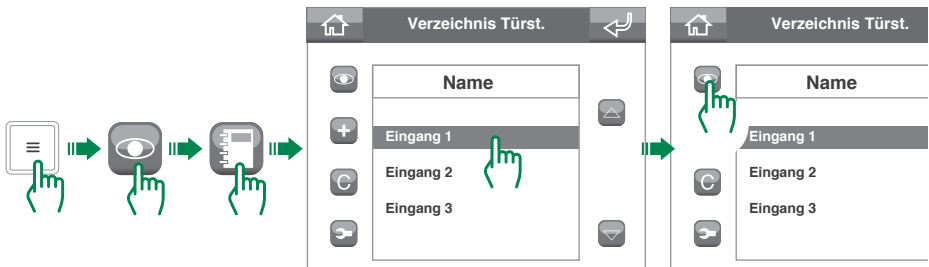 Verzeichnis Türst.
Name
Eingang 1
Eingang 2
Eingang 3
C
Verzeichnis Türst.
Name
Eingang 1
Eingang 2
Eingang 3
C